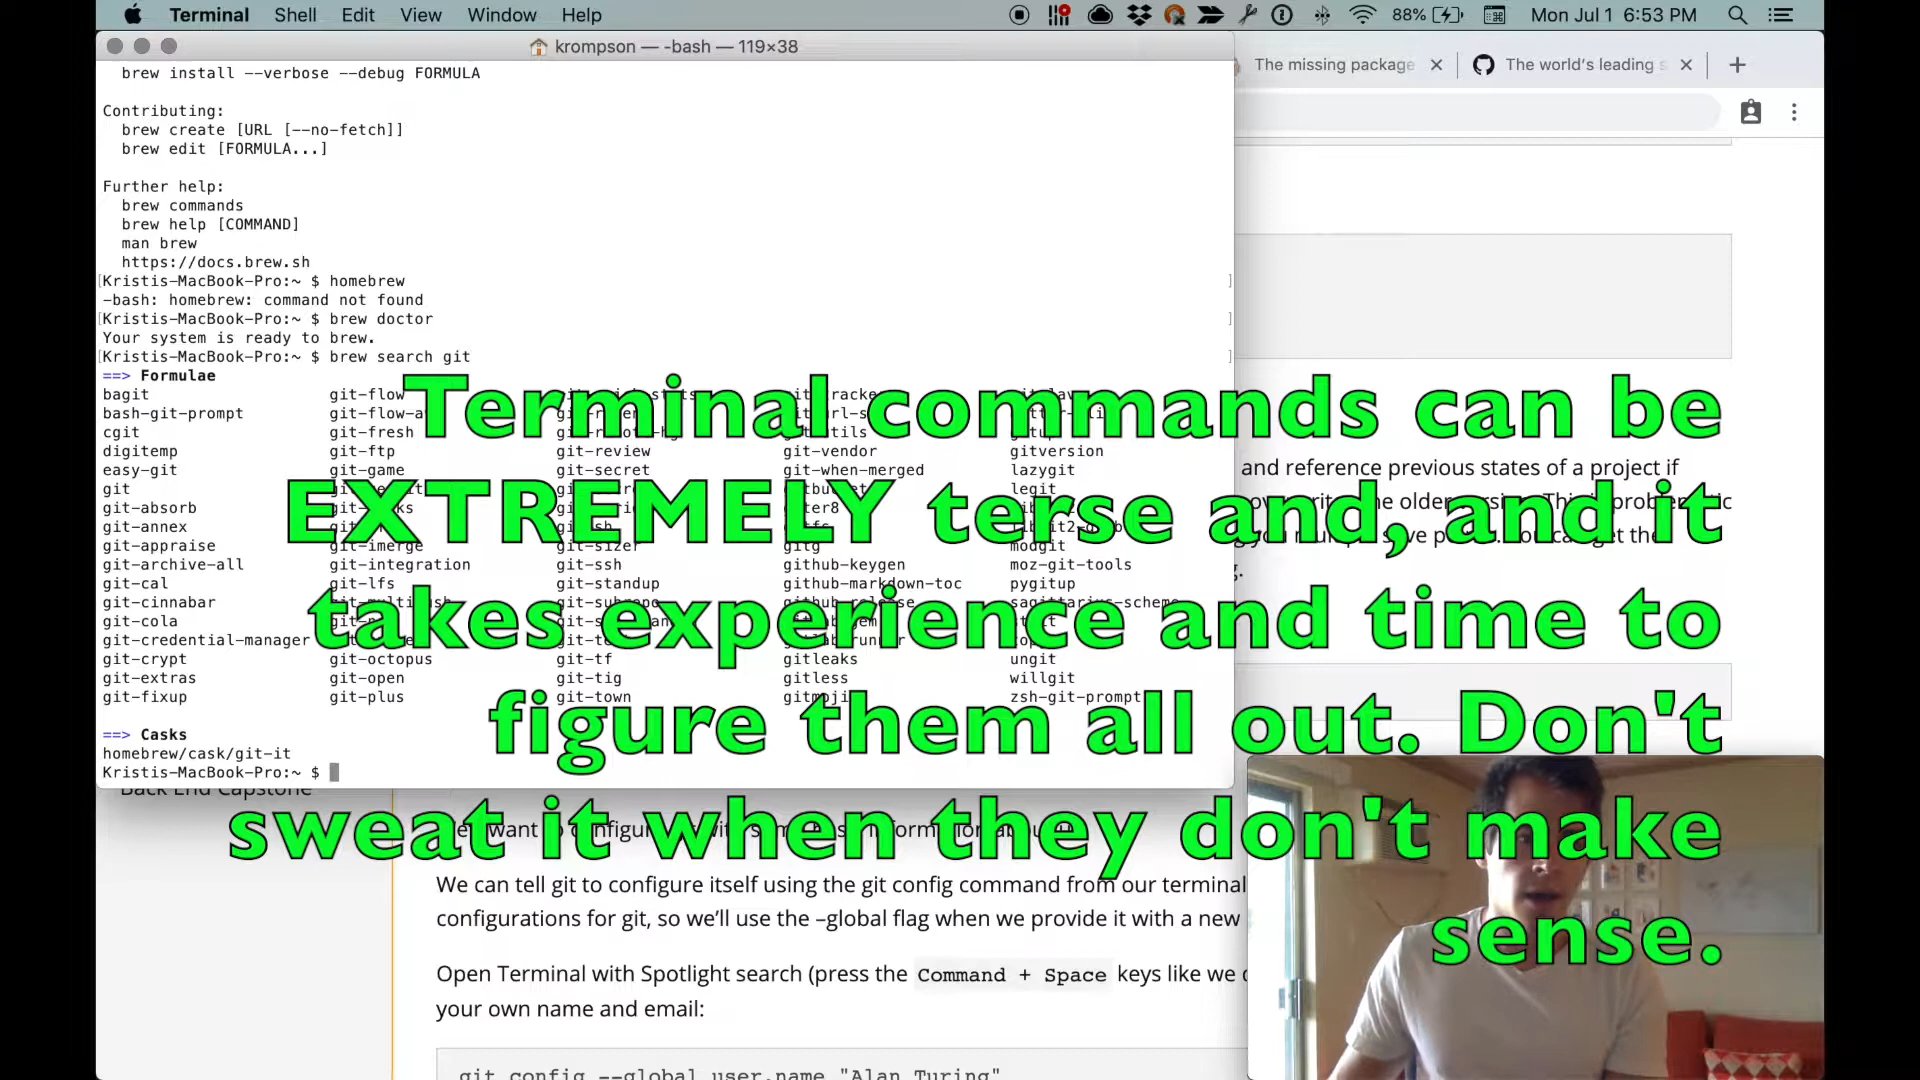 Terminal Shell Edit View Window Help 88% Mon Jul 1 6:53 PM
krompson — -bash — 119×38
The missing package
The world's leading
brew install --verbose --debug FORMULA
Contributing:
brew create [URL [--no-fetch]]
brew edit [FORMULA...]
Further help:
brew commands
brew help [COMMAND]
man brew
https://docs.brew.sh
[Kristis-MacBook-Pro:~ $ homebrew ]
-bash: homebrew: command not found
[Kristis-MacBook-Pro:~ $ brew doctor ]
Your system is ready to brew.
[Kristis-MacBook-Pro:~ $ brew search git ]
==> Formulae
bagit git-flow
bash-git-prompt
cgit git-fresh
digitemp git-ftp git-review git-vendor gitversion
easy-git git-game git-secret git-when-merged lazygit
git legit
git-absorb
git-annex
git-appraise git-imerge git-sizer gitg modgit
git-archive-all git-integration git-ssh github-keygen moz-git-tools
git-cal git-lfs git-standup github-markdown-toc pygitup
git-cinnabar
git-cola
git-credential-manager
git-crypt git-octopus git-tf gitleaks ungit
git-extras git-open git-tig gitless willgit
git-fixup git-plus git-town gitmoji zsh-git-prompt
==> Casks
homebrew/cask/git-it
Kristis-MacBook-Pro:~ $
Terminal commands can be
EXTREMELY terse and, and it
takes experience and time to
figure them all out. Don't
sweat it when they don't make
sense.
and reference previous states of a project if
Back End Capstone
We can tell git to configure itself using the git config command from our terminal
configurations for git, so we'll use the –global flag when we provide it with a new
Open Terminal with Spotlight search (press the Command + Space keys like we
your own name and email:
git config --global user.name "Alan Turing"